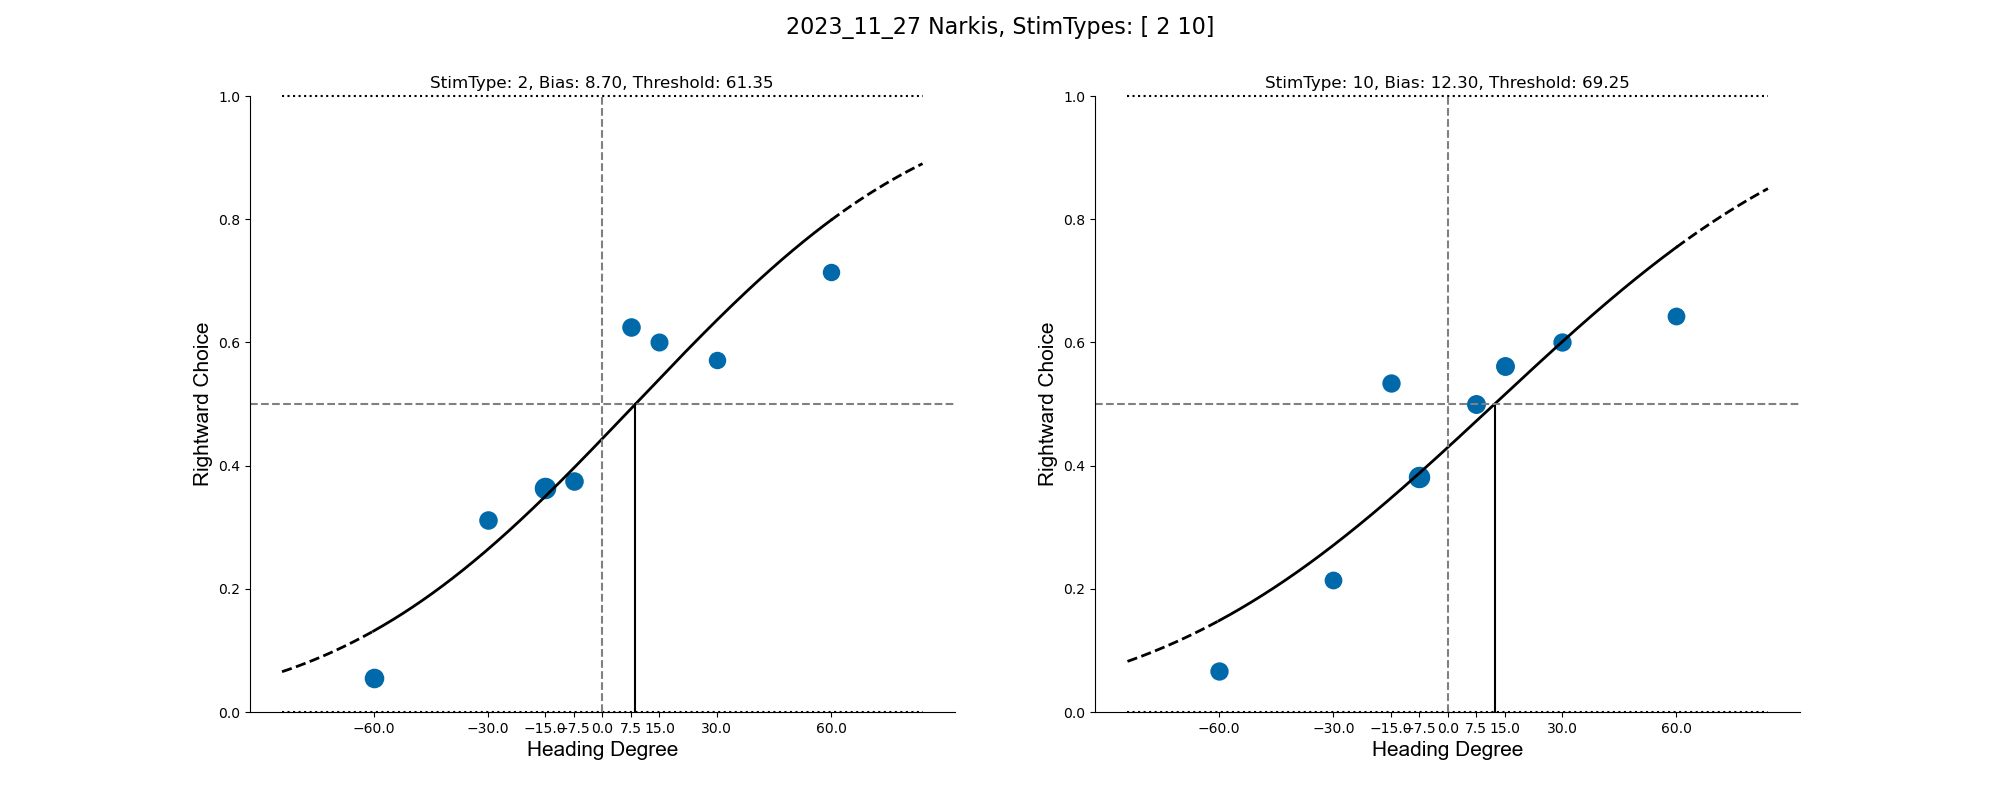 2023_11_27 Narkis, StimTypes: [ 2 10]
StimType: 2, Bias: 8.70, Threshold: 61.35
1.0
0.8
0.6
0.4
0.2
0.0
Rightward Choice
−60.0 −30.0 −15.0 −7.5 0.0 7.5 15.0 30.0 60.0
Heading Degree
StimType: 10, Bias: 12.30, Threshold: 69.25
1.0
0.8
0.6
0.4
0.2
0.0
Rightward Choice
−60.0 −30.0 −15.0 −7.5 0.0 7.5 15.0 30.0 60.0
Heading Degree